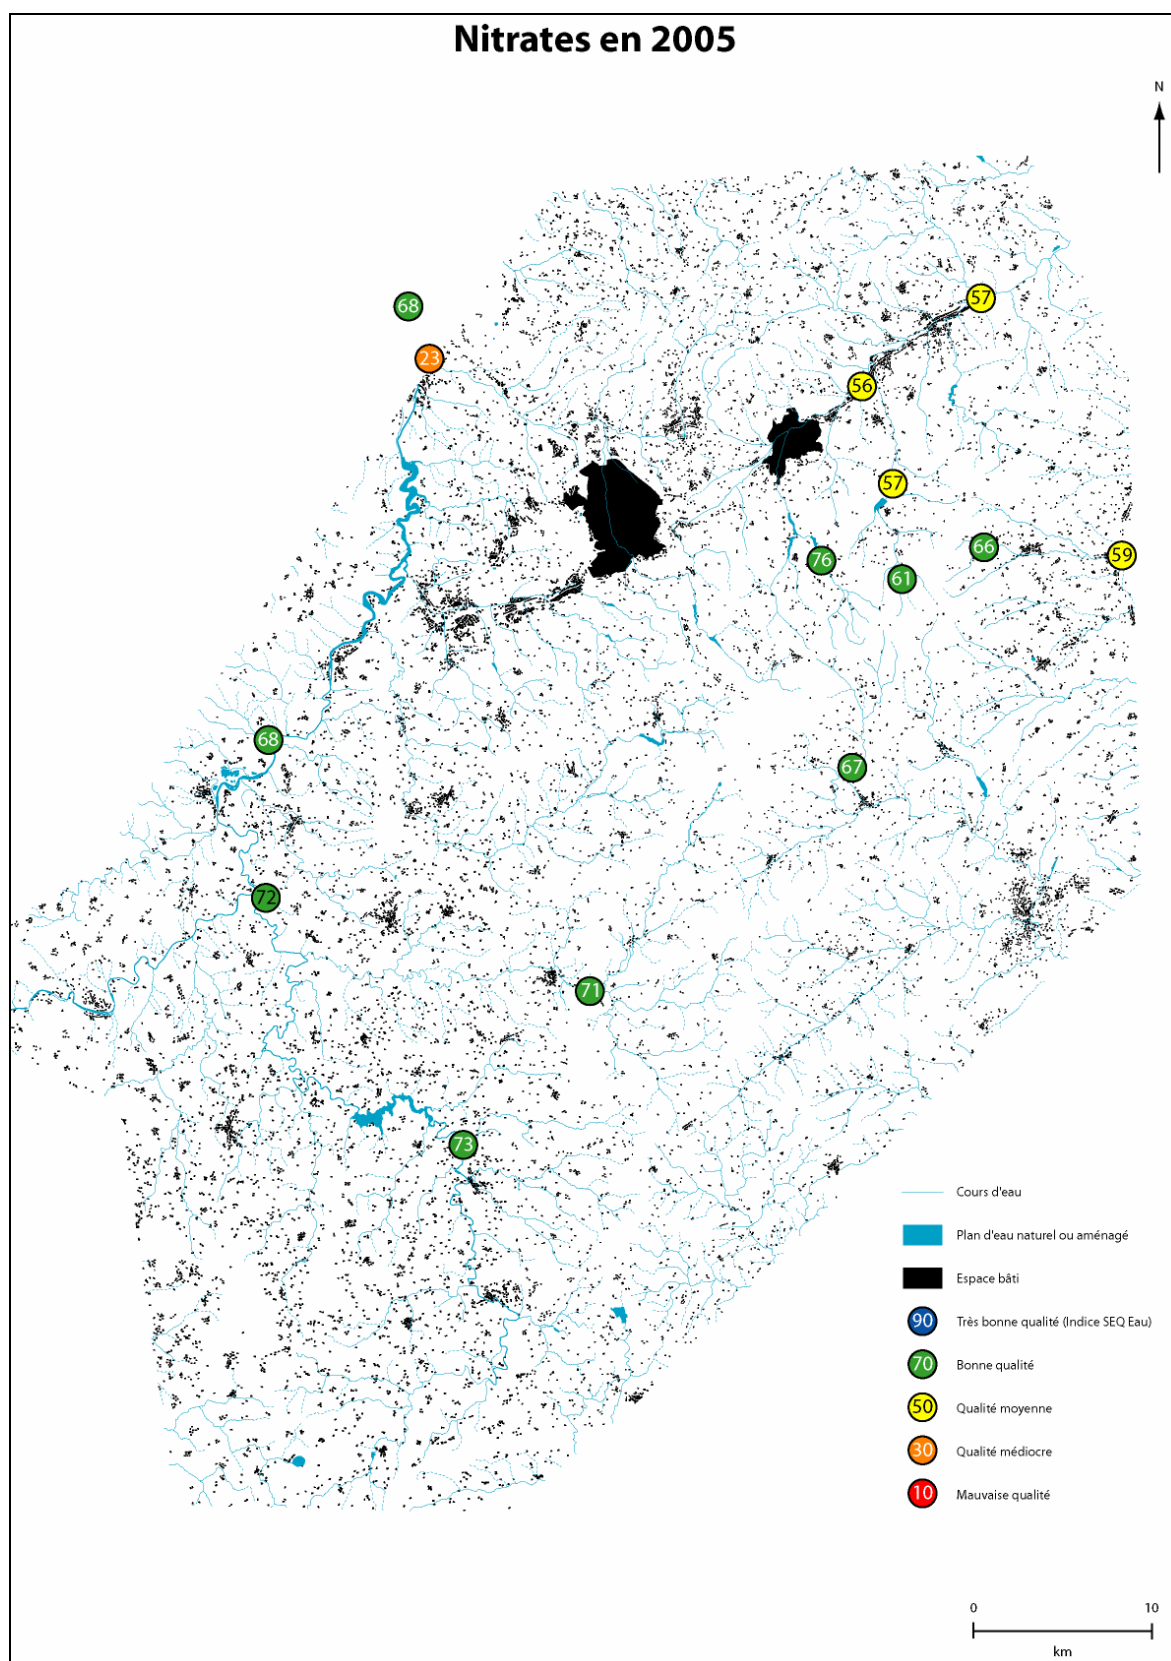 Nitrates en 2005
N
68
57
23
56
57
66
59
76
61
68
67
72
71
73
Cours d'eau
Plan d'eau naturel ou aménagé
Espace bâti
90 Très bonne qualité (Indice SEQ Eau)
70 Bonne qualité
50 Qualité moyenne
30 Qualité médiocre
10 Mauvaise qualité
0 10
km